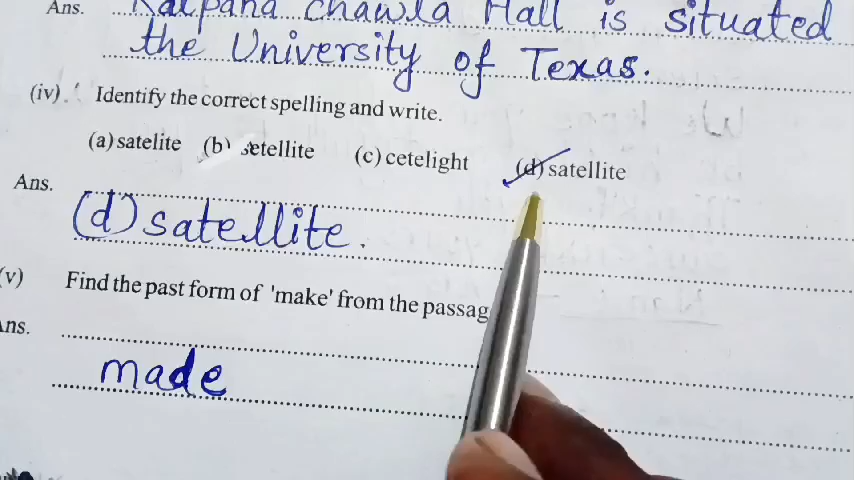 Ans. Kalpana Chawla Hall is situated
the University of Texas.
(iv). Identify the correct spelling and write.
(a) satelite (b) setellite (c) cetelight (d) satellite
Ans.
(d) satellite.
(v) Find the past form of 'make' from the passag
Ans.
made